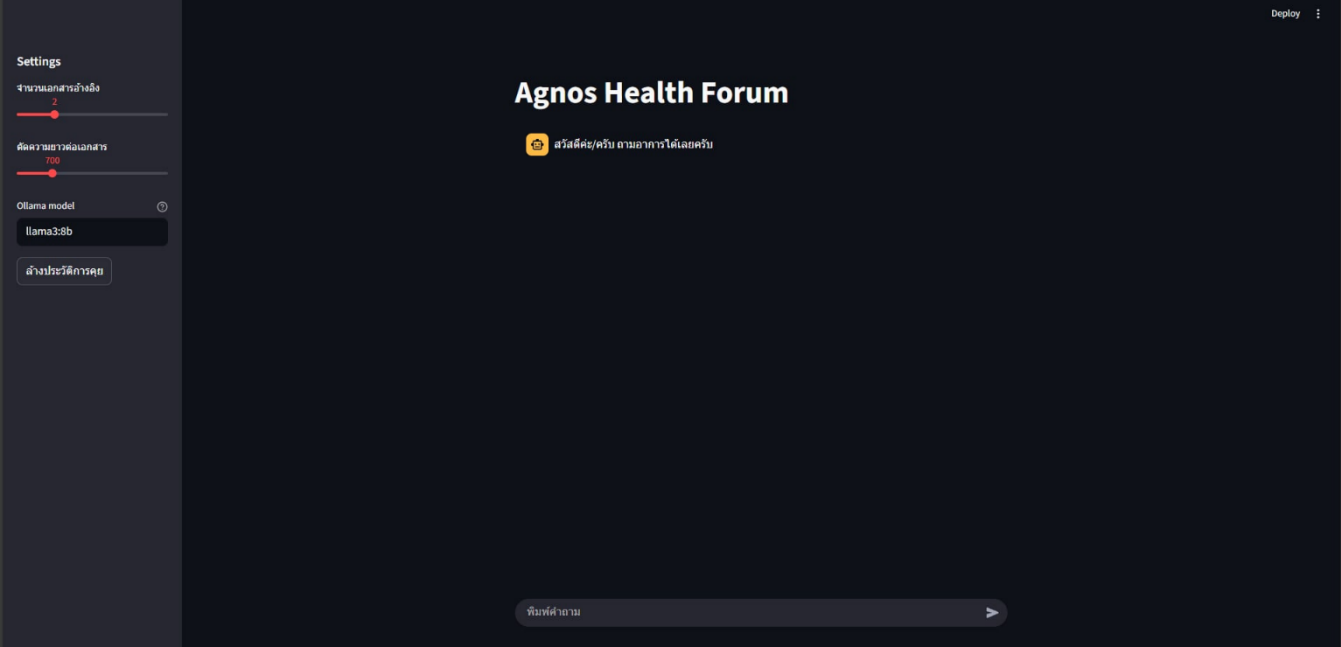 Deploy
Settings
จำนวนเอกสารอ้างอิง
2
ตัดความยาวต่อเอกสาร
700
Ollama model
llama3:8b
ล้างประวัติการคุย
Agnos Health Forum
สวัสดีค่ะ/ครับ ถามอาการได้เลยครับ
พิมพ์คำถาม